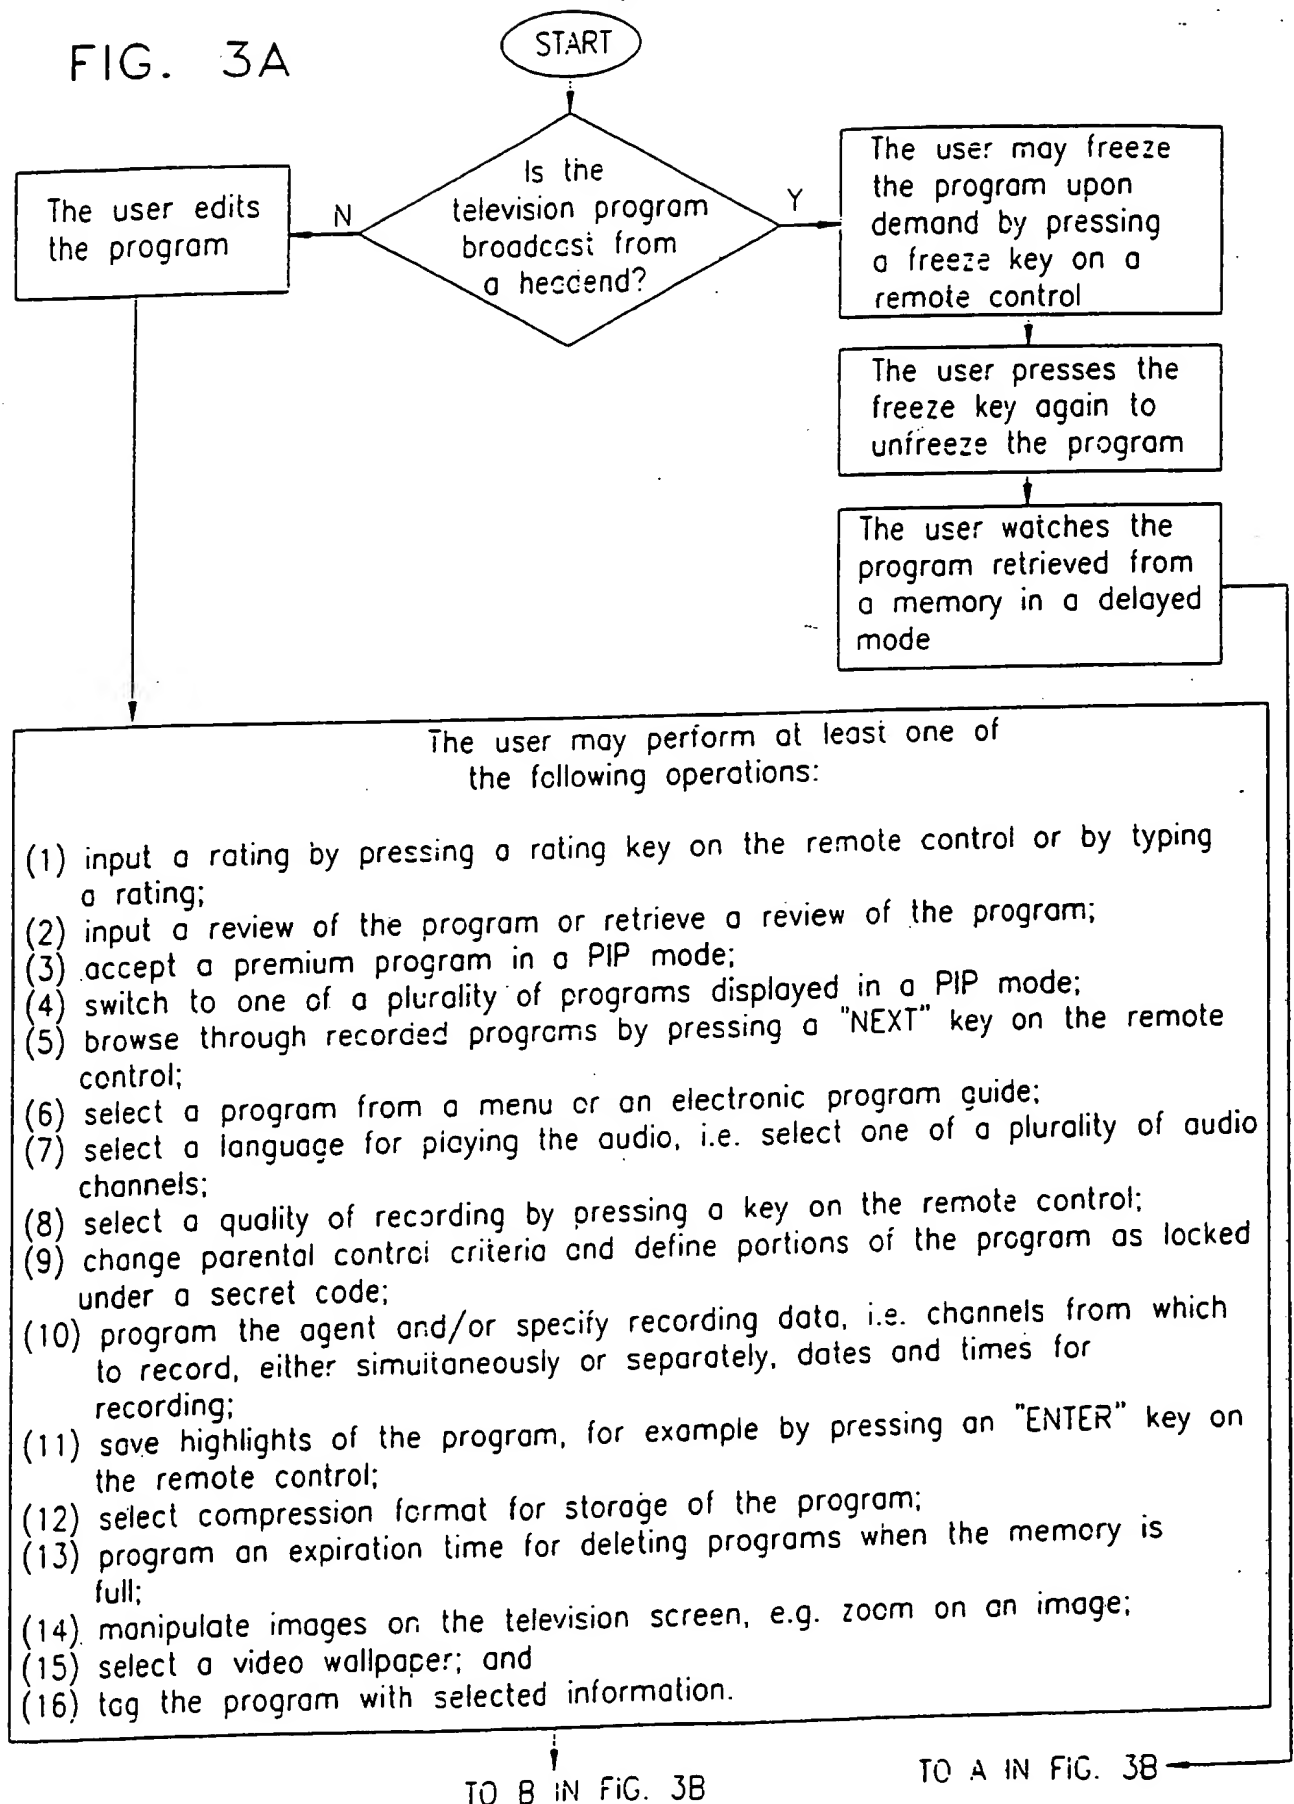 FIG. 3A
START
Is the
television program
broadcast from
a headend?
N
Y
The user edits
the program
The user may freeze
the program upon
demand by pressing
a freeze key on a
remote control
The user presses the
freeze key again to
unfreeze the program
The user watches the
program retrieved from
a memory in a delayed
mode
The user may perform at least one of
the following operations:
(1) input a rating by pressing a rating key on the remote control or by typing
a rating;
(2) input a review of the program or retrieve a review of the program;
(3) accept a premium program in a PIP mode;
(4) switch to one of a plurality of programs displayed in a PIP mode;
(5) browse through recorded programs by pressing a "NEXT" key on the remote
control;
(6) select a program from a menu or an electronic program guide;
(7) select a language for playing the audio, i.e. select one of a plurality of audio
channels;
(8) select a quality of recording by pressing a key on the remote control;
(9) change parental control criteria and define portions of the program as locked
under a secret code;
(10) program the agent and/or specify recording data, i.e. channels from which
to record, either simultaneously or separately, dates and times for
recording;
(11) save highlights of the program, for example by pressing an "ENTER" key on
the remote control;
(12) select compression format for storage of the program;
(13) program an expiration time for deleting programs when the memory is
full;
(14) manipulate images on the television screen, e.g. zoom on an image;
(15) select a video wallpaper; and
(16) tag the program with selected information.
TO B IN FIG. 3B
TO A IN FIG. 3B